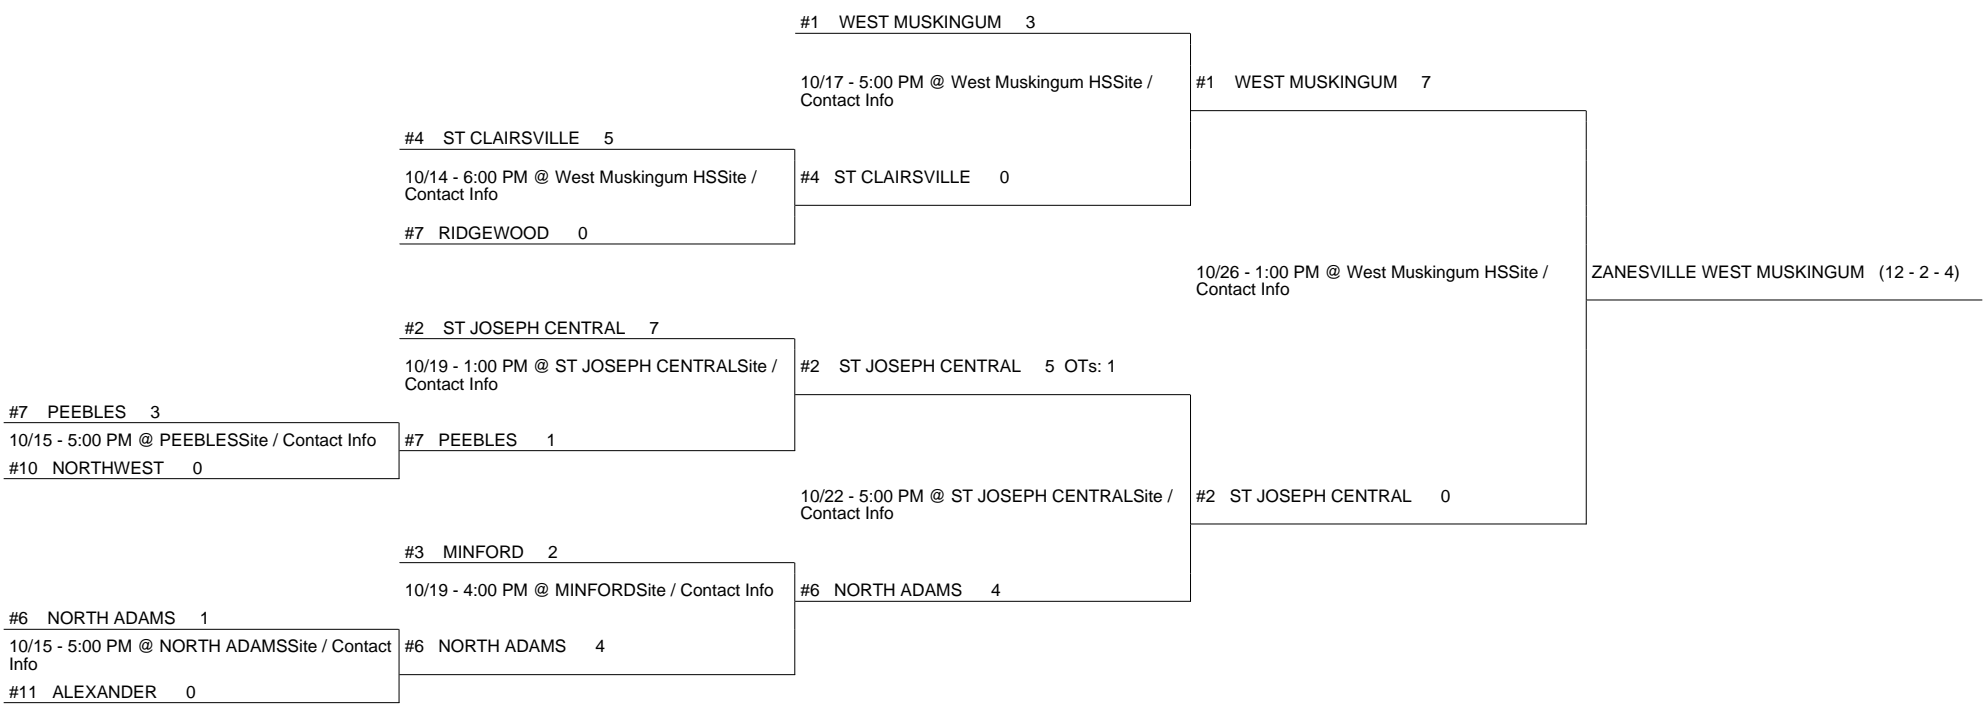 #1 WEST MUSKINGUM 3
10/17 - 5:00 PM @ West Muskingum HSSite /
Contact Info
#1 WEST MUSKINGUM 7
#4 ST CLAIRSVILLE 5
10/14 - 6:00 PM @ West Muskingum HSSite /
Contact Info
#4 ST CLAIRSVILLE 0
#7 RIDGEWOOD 0
10/26 - 1:00 PM @ West Muskingum HSSite /
Contact Info
ZANESVILLE WEST MUSKINGUM (12 - 2 - 4)
#2 ST JOSEPH CENTRAL 7
10/19 - 1:00 PM @ ST JOSEPH CENTRALSite /
Contact Info
#2 ST JOSEPH CENTRAL 5 OTs: 1
#7 PEEBLES 3
10/15 - 5:00 PM @ PEEBLESSite / Contact Info
#7 PEEBLES 1
#10 NORTHWEST 0
10/22 - 5:00 PM @ ST JOSEPH CENTRALSite /
Contact Info
#2 ST JOSEPH CENTRAL 0
#3 MINFORD 2
10/19 - 4:00 PM @ MINFORDSite / Contact Info
#6 NORTH ADAMS 4
#6 NORTH ADAMS 1
10/15 - 5:00 PM @ NORTH ADAMSSite / Contact
Info
#6 NORTH ADAMS 4
#11 ALEXANDER 0